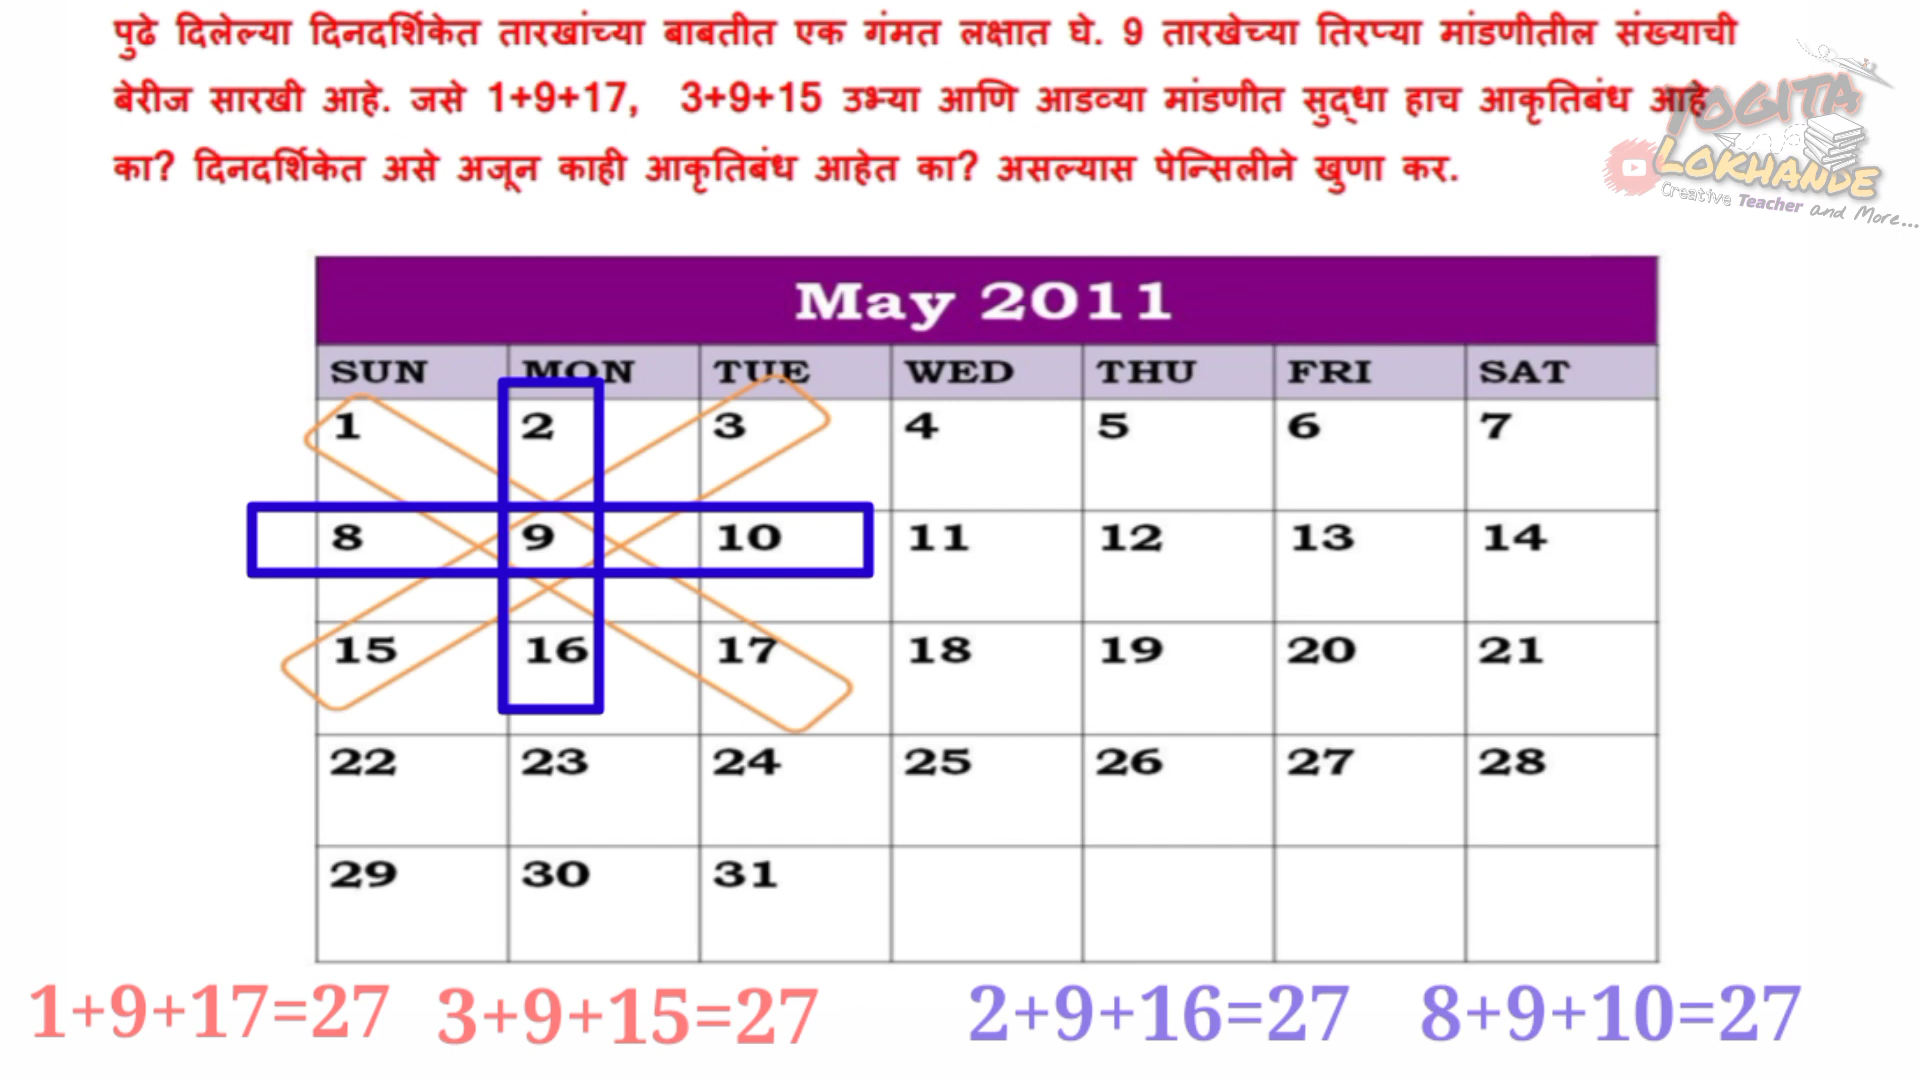 पुढे दिलेल्या दिनदर्शिकेत तारखांच्या बाबतीत एक गंमत लक्षात घे. 9 तारखेच्या तिरप्या मांडणीतील संख्याची
बेरीज सारखी आहे. जसे 1+9+17, 3+9+15 उभ्या आणि आडव्या मांडणीत सुद्धा हाच आकृतिबंध आहे
का? दिनदर्शिकेत असे अजून काही आकृतिबंध आहेत का? असल्यास पेन्सिलीने खुणा कर.
YOGITA
LOKHANDE
Creative Teacher and More...
May 2011
SUN MON TUE WED THU FRI SAT
1 2 3 4 5 6 7
8 9 10 11 12 13 14
15 16 17 18 19 20 21
22 23 24 25 26 27 28
29 30 31
1+9+17=27 3+9+15=27 2+9+16=27 8+9+10=27